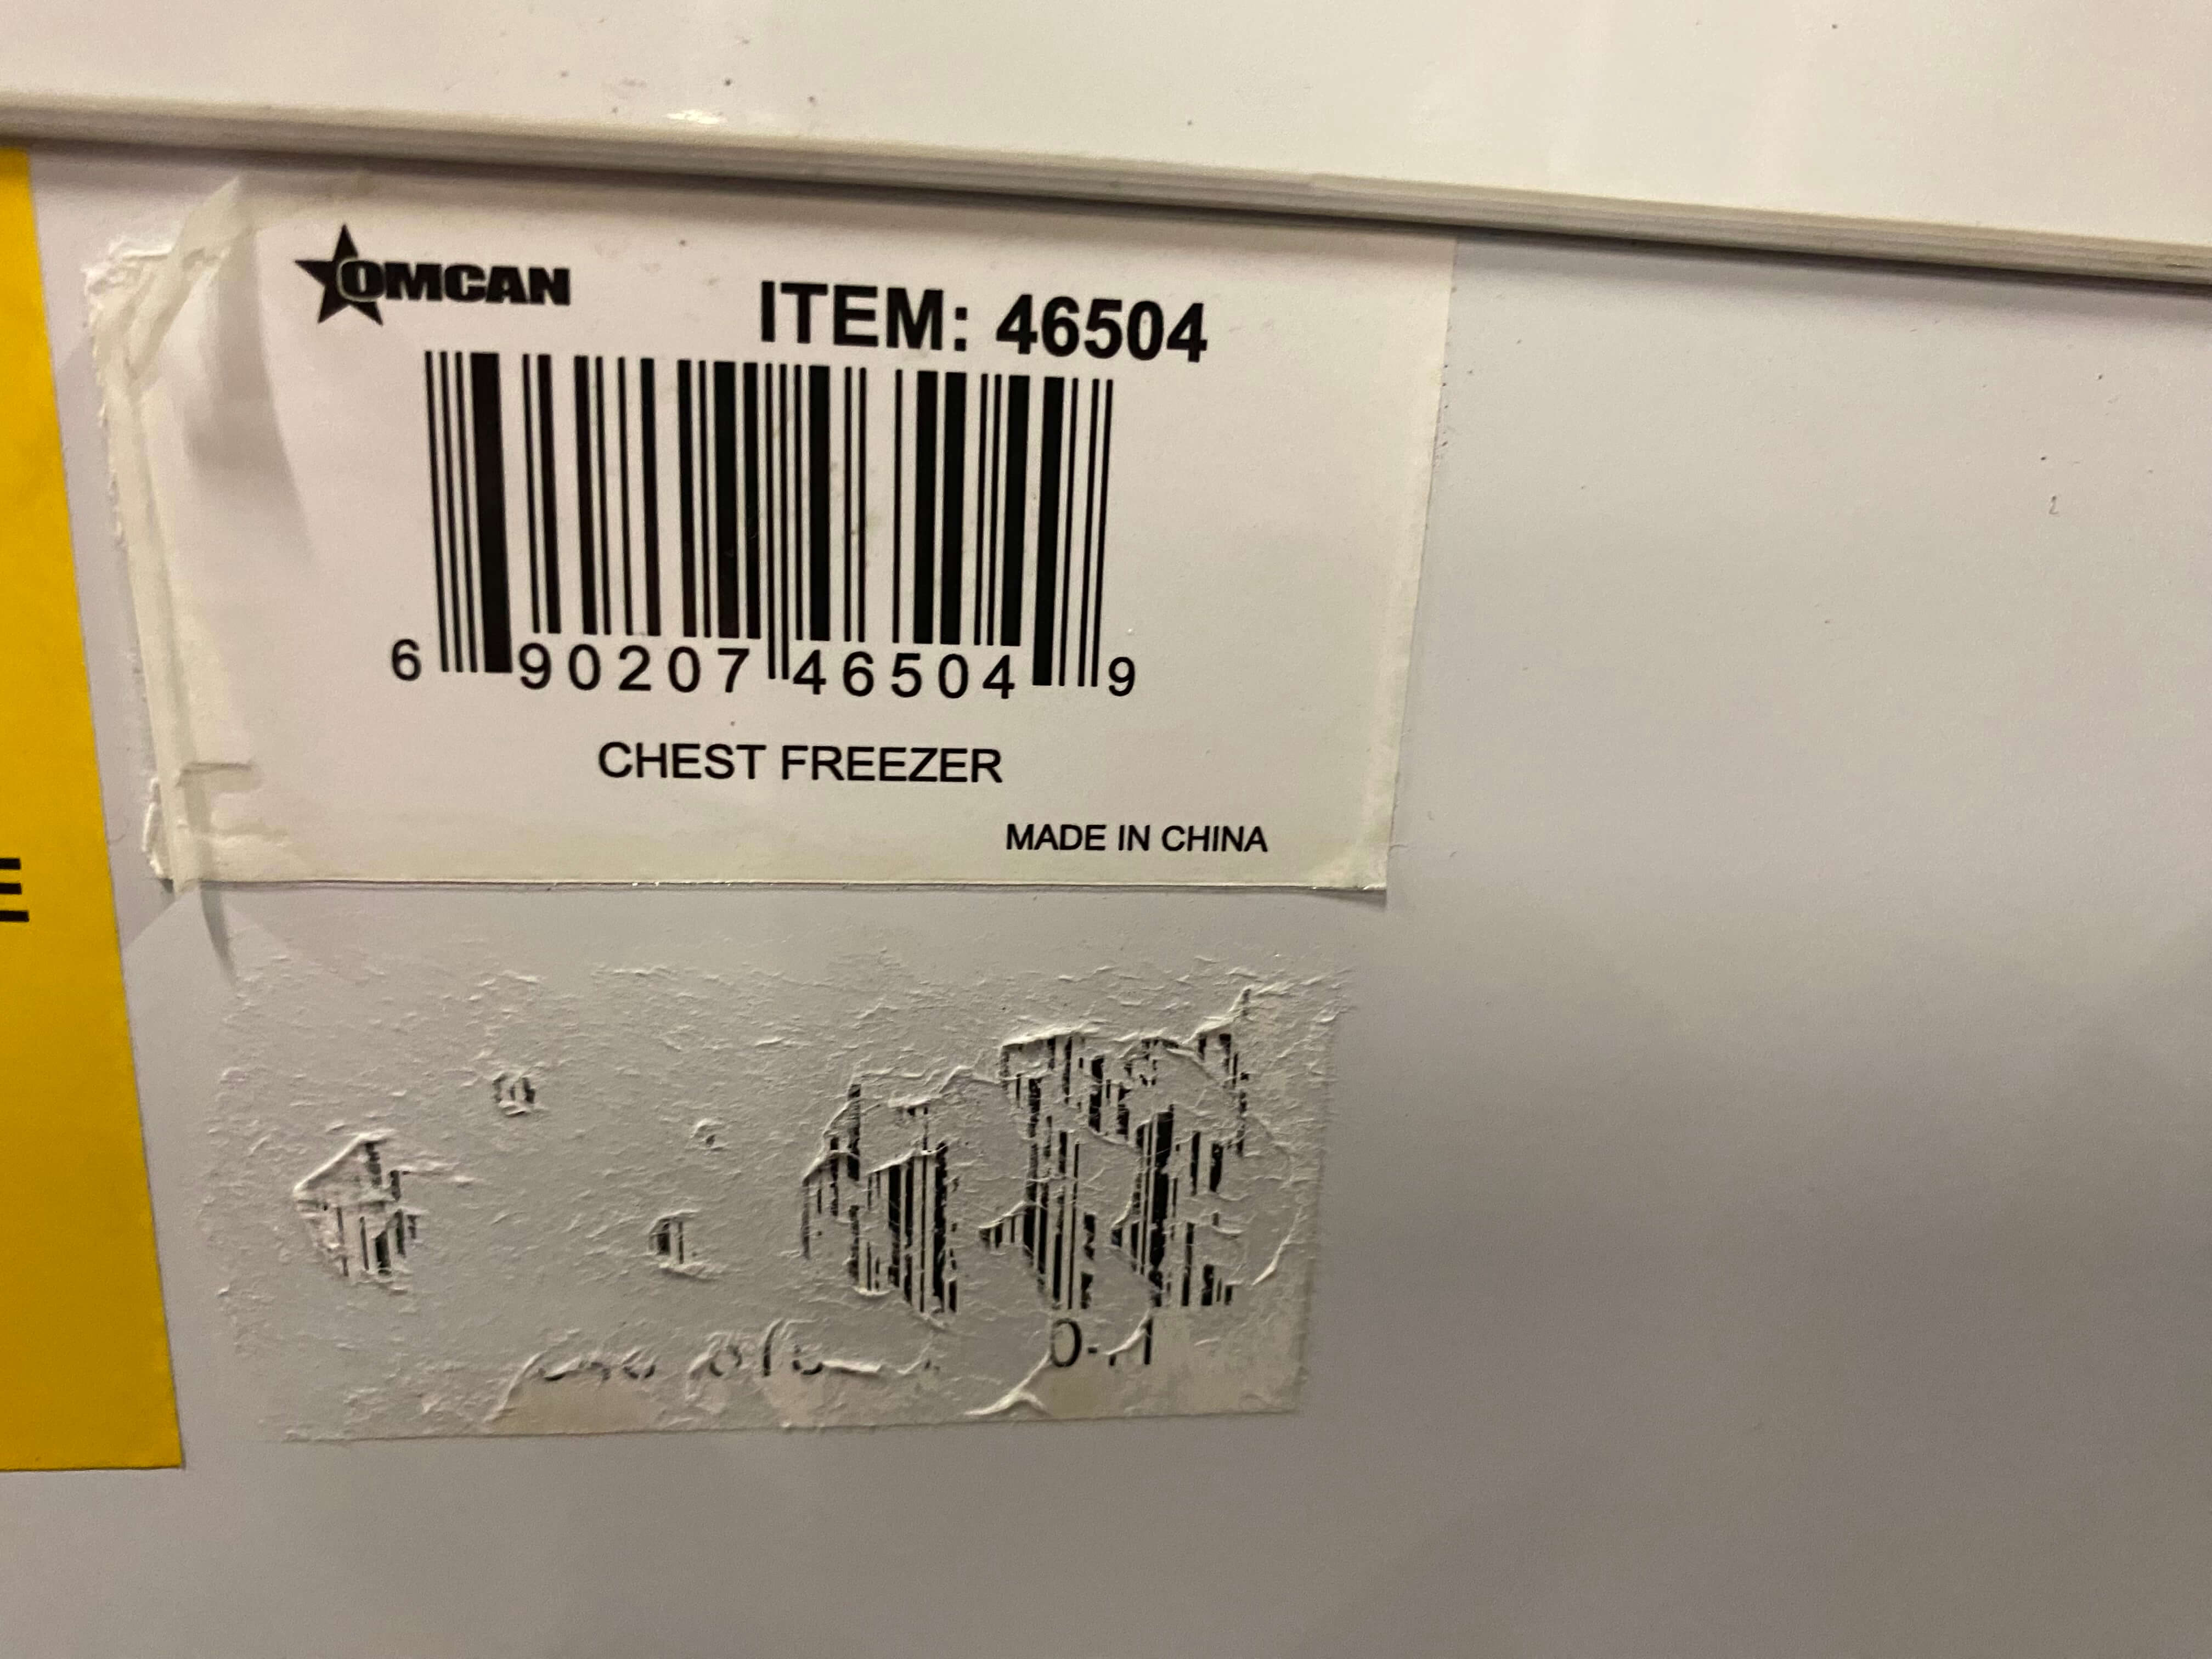 OMCAN
ITEM: 46504
6 90207 46504 9
CHEST FREEZER
MADE IN CHINA